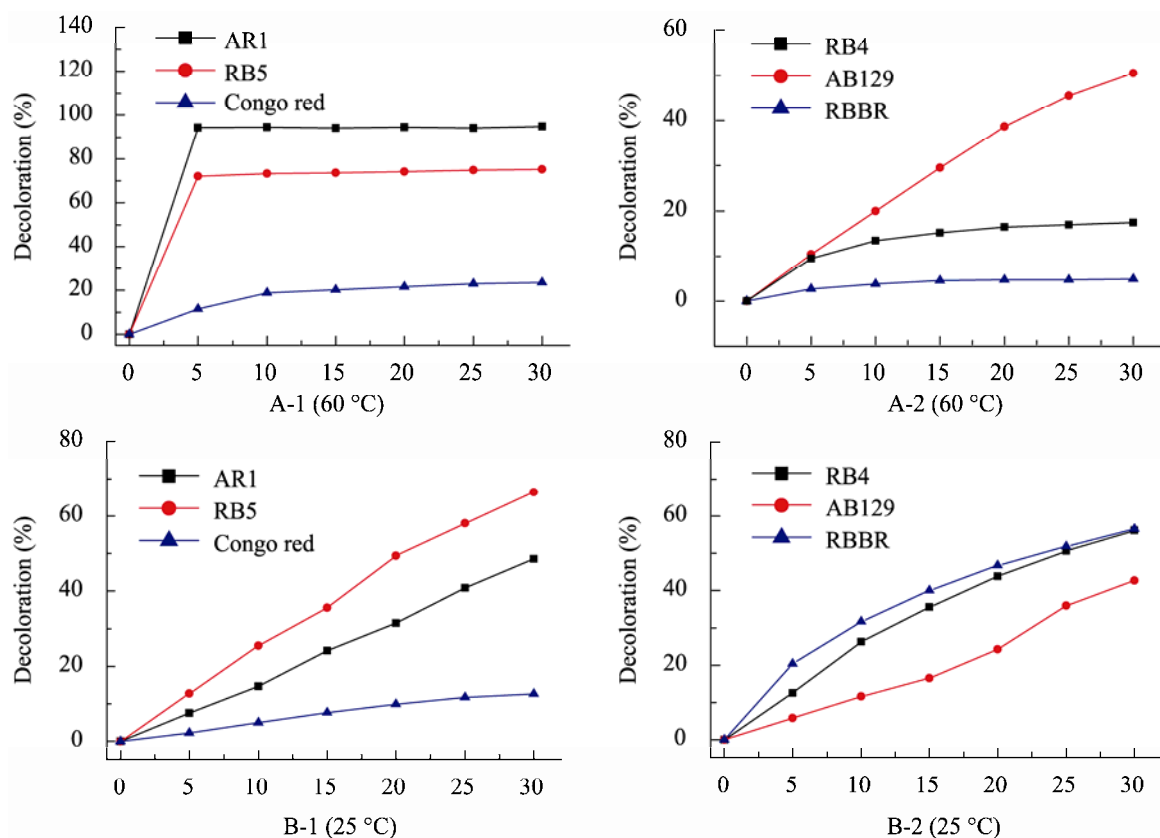 Decoloration (%)
140
120
100
80
60
40
20
0
AR1
RB5
Congo red
0 5 10 15 20 25 30
A-1 (60 °C)
Decoloration (%)
60
40
20
0
RB4
AB129
RBBR
0 5 10 15 20 25 30
A-2 (60 °C)
Decoloration (%)
80
60
40
20
0
AR1
RB5
Congo red
0 5 10 15 20 25 30
B-1 (25 °C)
Decoloration (%)
80
60
40
20
0
RB4
AB129
RBBR
0 5 10 15 20 25 30
B-2 (25 °C)